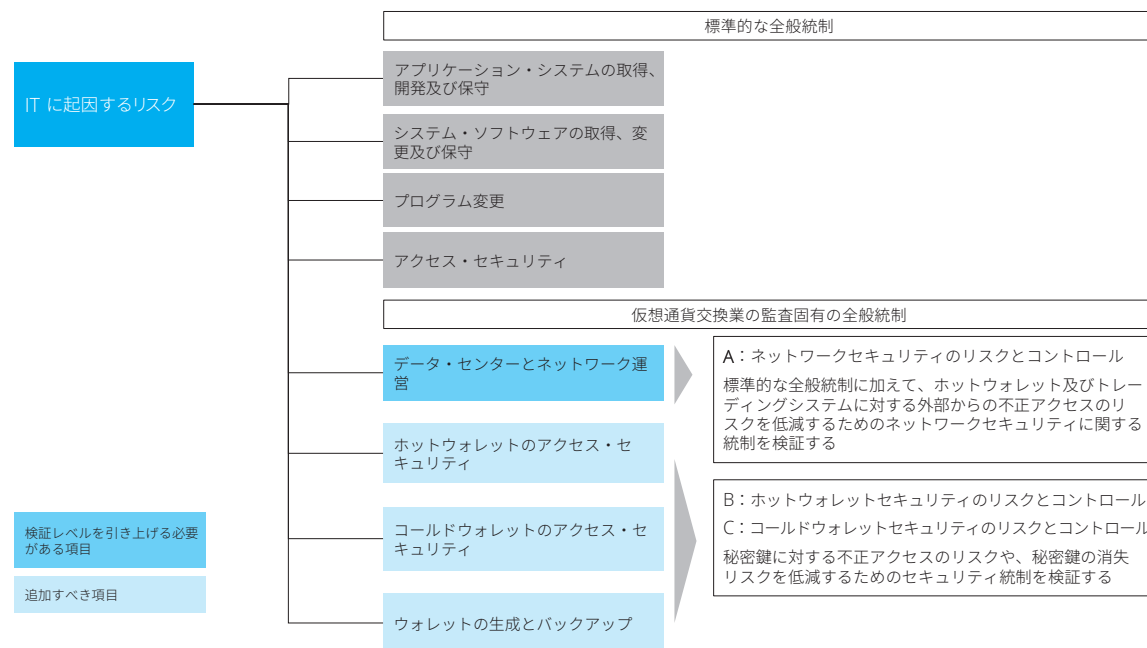 標準的な全般統制
IT に起因するリスク
アプリケーション・システムの取得、
開発及び保守
システム・ソフトウェアの取得、変
更及び保守
プログラム変更
アクセス・セキュリティ
仮想通貨交換業の監査固有の全般統制
データ・センターとネットワーク運
営
A：ネットワークセキュリティのリスクとコントロール
標準的な全般統制に加えて、ホットウォレット及びトレー
ディングシステムに対する外部からの不正アクセスのリ
スクを低減するためのネットワークセキュリティに関する
統制を検証する
ホットウォレットのアクセス・セ
キュリティ
コールドウォレットのアクセス・セ
キュリティ
ウォレットの生成とバックアップ
B：ホットウォレットセキュリティのリスクとコントロール
C：コールドウォレットセキュリティのリスクとコントロール
秘密鍵に対する不正アクセスのリスクや、秘密鍵の消失
リスクを低減するためのセキュリティ統制を検証する
検証レベルを引き上げる必要
がある項目
追加すべき項目